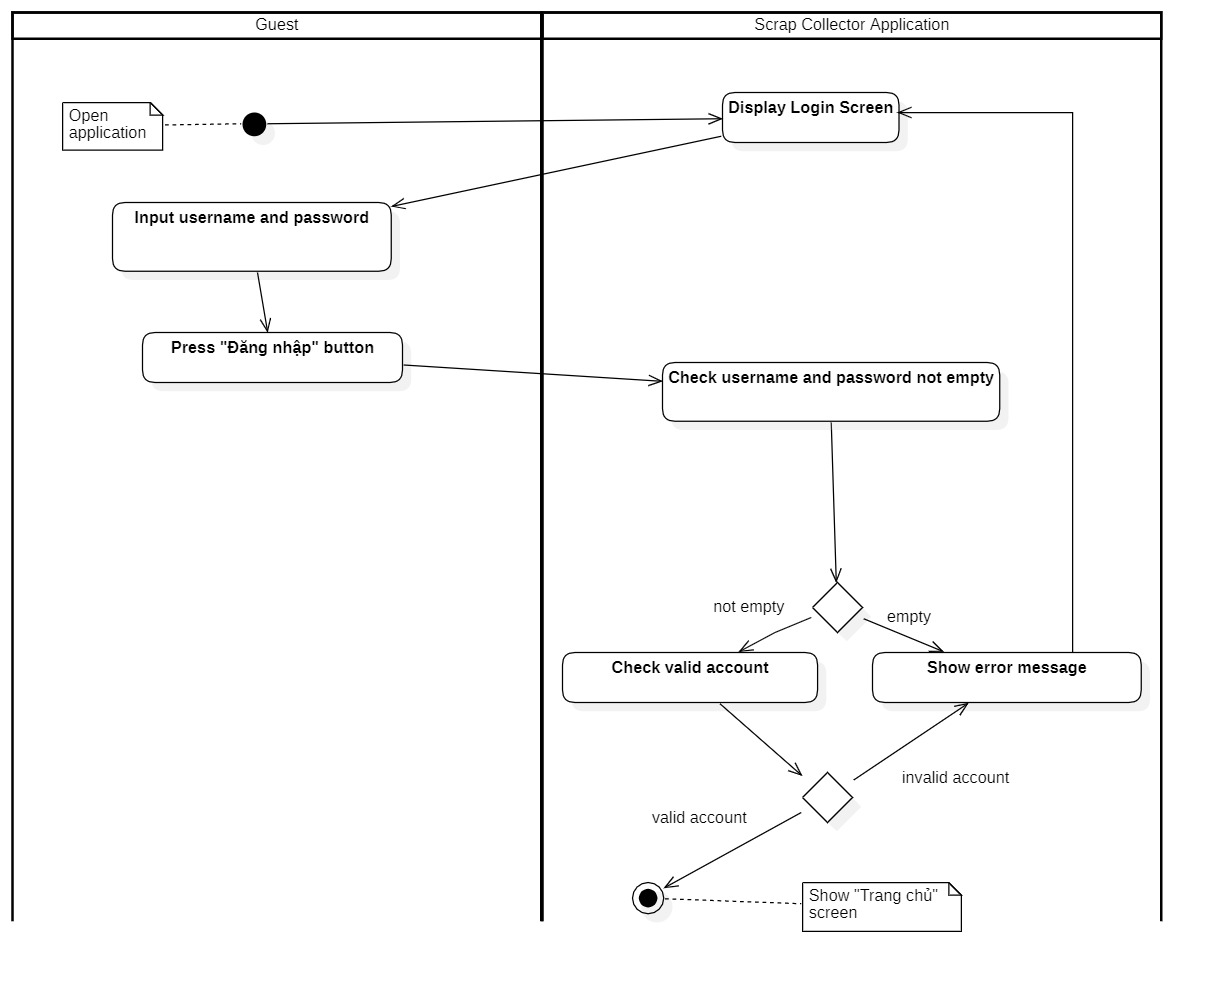 Guest
Scrap Collector Application
Open
application
Display Login Screen
Input username and password
Press "Đăng nhập" button
Check username and password not empty
not empty
empty
Check valid account
Show error message
invalid account
valid account
Show "Trang chủ"
screen